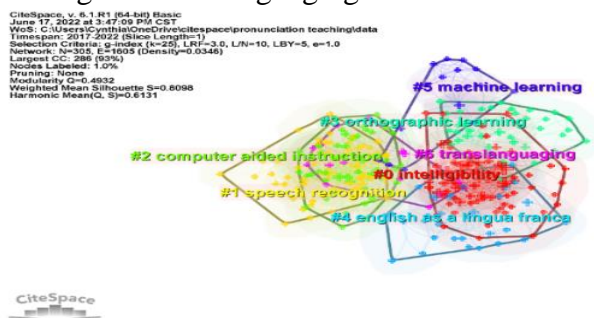 CiteSpace, v. 6.1.R1 (64-bit) Basic
June 17, 2022 at 3:47:09 PM CST
WoS: C:\Users\Cynthia\OneDrive\citespace\pronunciation teaching\data
Timespan: 2017-2022 (Slice Length=1)
Selection Criteria: g-index (k=25), LRF=3.0, L/N=10, LBY=5, e=1.0
Network: N=305, E=1605 (Density=0.0346)
Largest CC: 286 (93%)
Nodes Labeled: 1.0%
Pruning: None
Modularity Q=0.4932
Weighted Mean Silhouette S=0.8098
Harmonic Mean(Q, S)=0.6131
#5 machine learning
#3 orthographic learning
#2 computer aided instruction
#6 translanguaging
#0 intelligibility
#1 speech recognition
#4 english as a lingua franca
CiteSpace